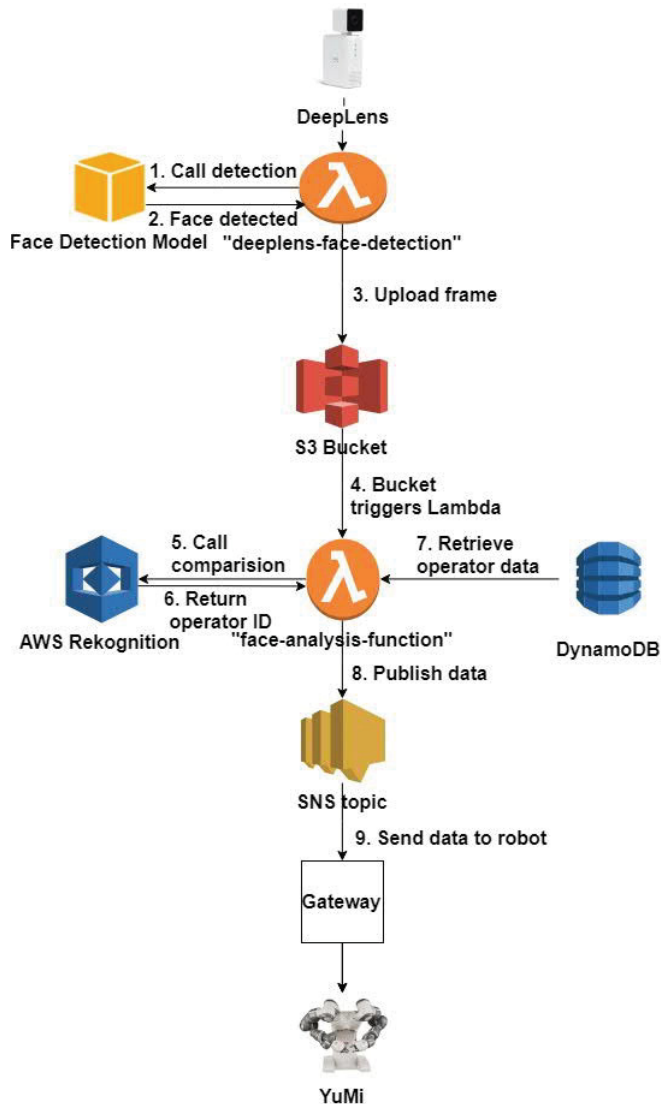 DeepLens
1. Call detection
2. Face detected
Face Detection Model
"deeplens-face-detection"
3. Upload frame
S3 Bucket
4. Bucket
triggers Lambda
5. Call
comparision
7. Retrieve
operator data
6. Return
operator ID
AWS Rekognition
"face-analysis-function"
DynamoDB
8. Publish data
SNS topic
9. Send data to robot
Gateway
YuMi